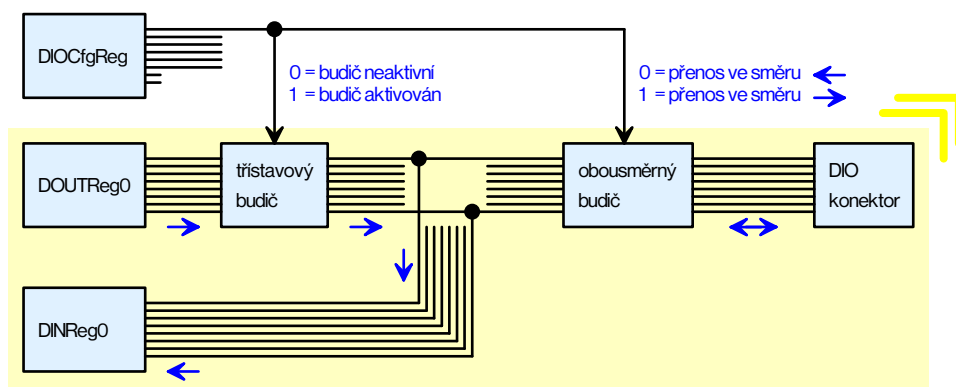 DIOCfgReg
0 = budič neaktivní
1 = budič aktivován
0 = přenos ve směru
1 = přenos ve směru
DOUTReg0
třístavový
budič
obousměrný
budič
DIO
konektor
DINReg0